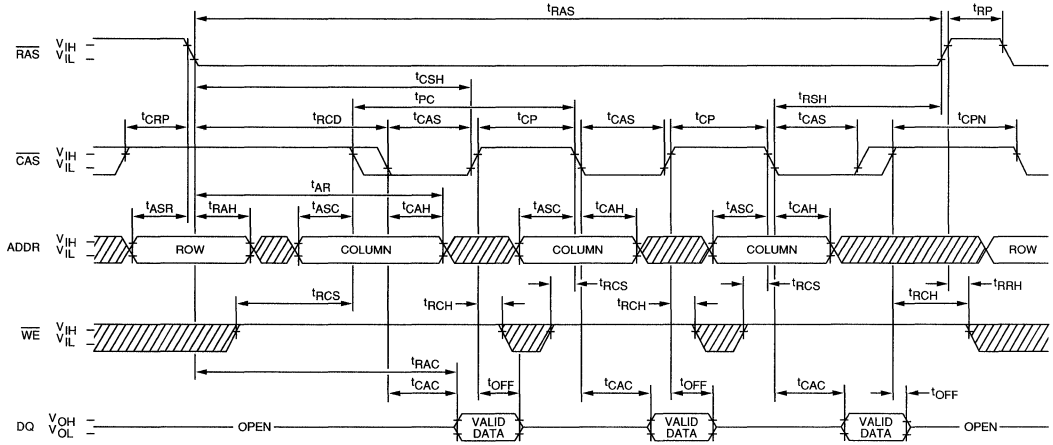 tRAS tRP
RAS VIH VIL
tCSH
tPC tRSH
tCRP tRCD tCAS tCP tCAS tCP tCAS tCPN
CAS VIH VIL
tAR
tASR tRAH tASC tCAH tASC tCAH tASC tCAH
ADDR VIH VIL ROW COLUMN COLUMN COLUMN ROW
tRCS tRCH tRCS tRCH tRCS tRCH tRRH
WE VIH VIL
tRAC
tCAC tOFF tCAC tOFF tCAC tOFF
DQ VOH VOL OPEN VALID DATA VALID DATA VALID DATA OPEN